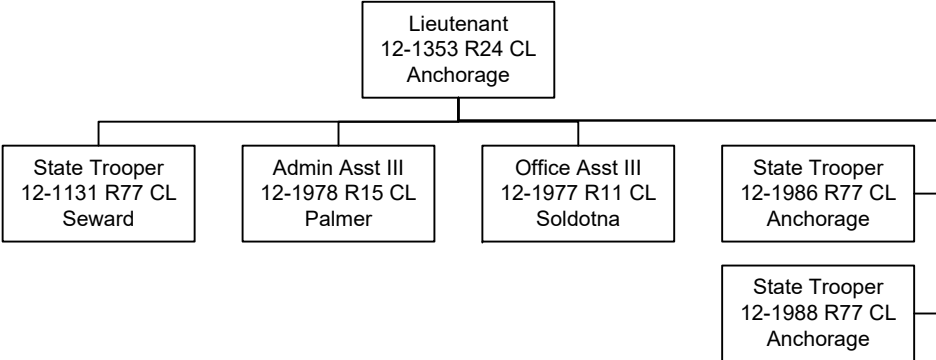 Lieutenant
12-1353 R24 CL
Anchorage
State Trooper
12-1131 R77 CL
Seward
Admin Asst III
12-1978 R15 CL
Palmer
Office Asst III
12-1977 R11 CL
Soldotna
State Trooper
12-1986 R77 CL
Anchorage
State Trooper
12-1988 R77 CL
Anchorage